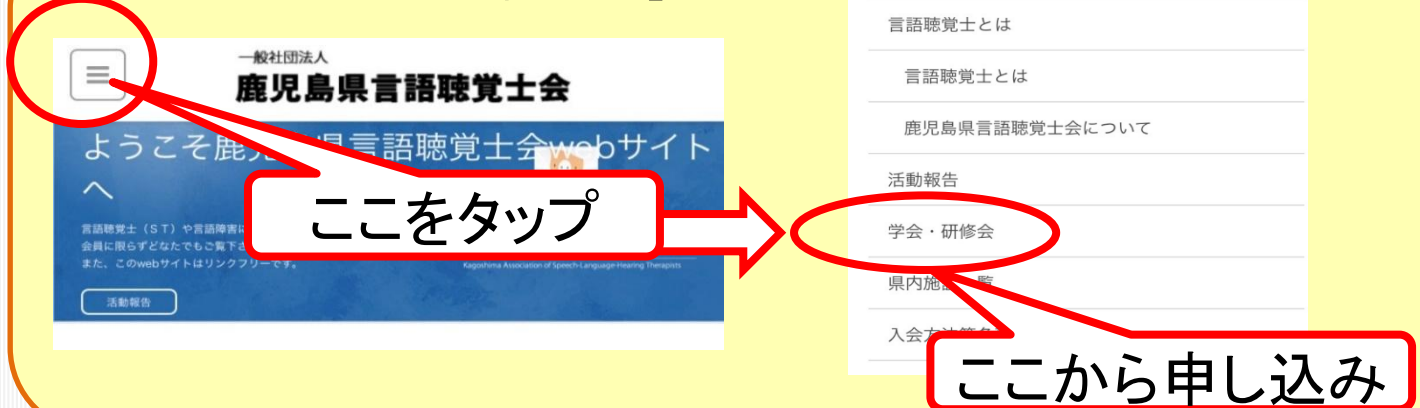 一般社団法人
鹿児島県言語聴覚士会
ようこそ鹿児 県言語聴覚士会webサイト
へ
言語聴覚士（ＳＴ）や言語障害に
会員に限らずどなたでもご覧下さ
また、このwebサイトはリンクフリーです。
Kagoshima Association of Speech-Language-Hearing Therapists
活動報告
ここをタップ
言語聴覚士とは
言語聴覚士とは
鹿児島県言語聴覚士会について
活動報告
学会・研修会
県内施設 覧
入会方法
ここから申し込み